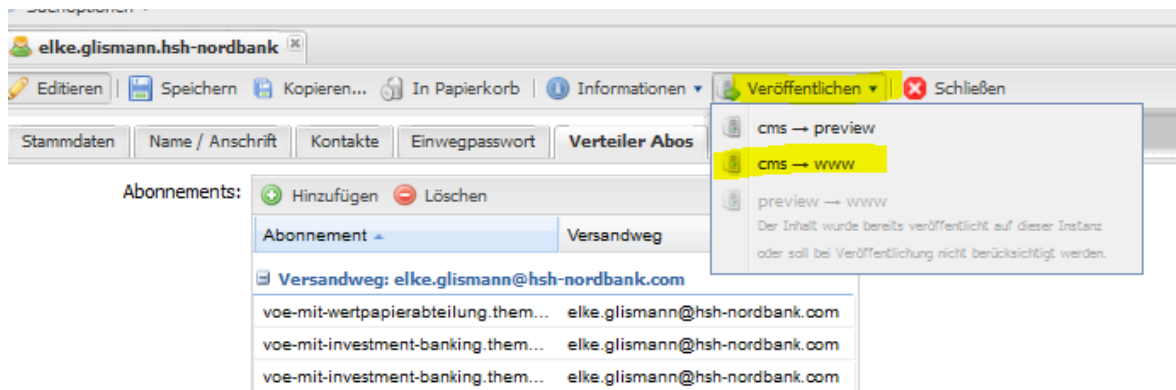 Suchoptionen
elke.glismann.hsh-nordbank
Editieren Speichern Kopieren... In Papierkorb Informationen Veröffentlichen Schließen
Stammdaten Name / Anschrift Kontakte Einwegpasswort Verteiler Abos
cms → preview
cms → www
preview → www
Der Inhalt wurde bereits veröffentlicht auf dieser Instanz
oder soll bei Veröffentlichung nicht berücksichtigt werden.
Abonnements: Hinzufügen Löschen
Abonnement Versandweg
Versandweg: elke.glismann@hsh-nordbank.com
voe-mit-wertpapierabteilung.them... elke.glismann@hsh-nordbank.com
voe-mit-investment-banking.them... elke.glismann@hsh-nordbank.com
voe-mit-investment-banking.them... elke.glismann@hsh-nordbank.com